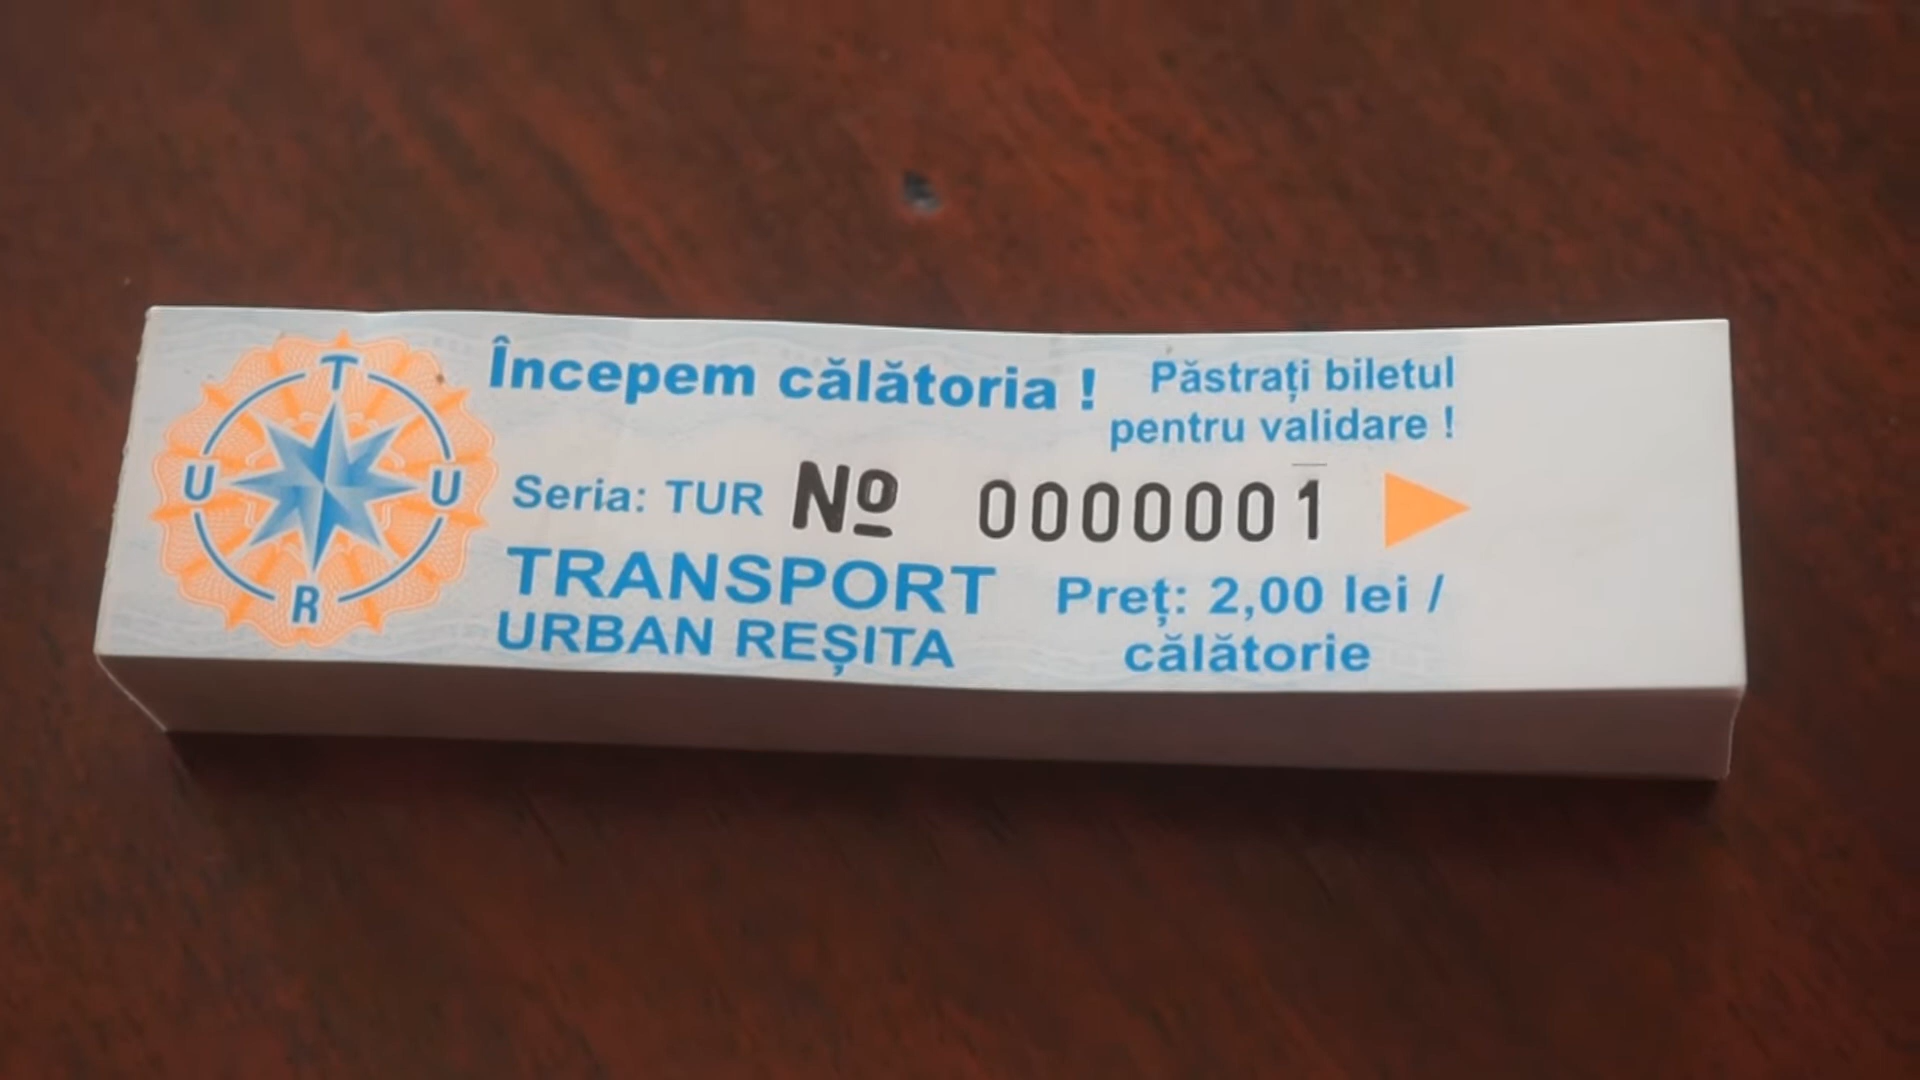 T
U U
R
Începem călătoria !
Păstrați biletul
pentru validare !
Seria: TUR № 0000001
TRANSPORT
URBAN REȘITA
Preț: 2,00 lei /
călătorie